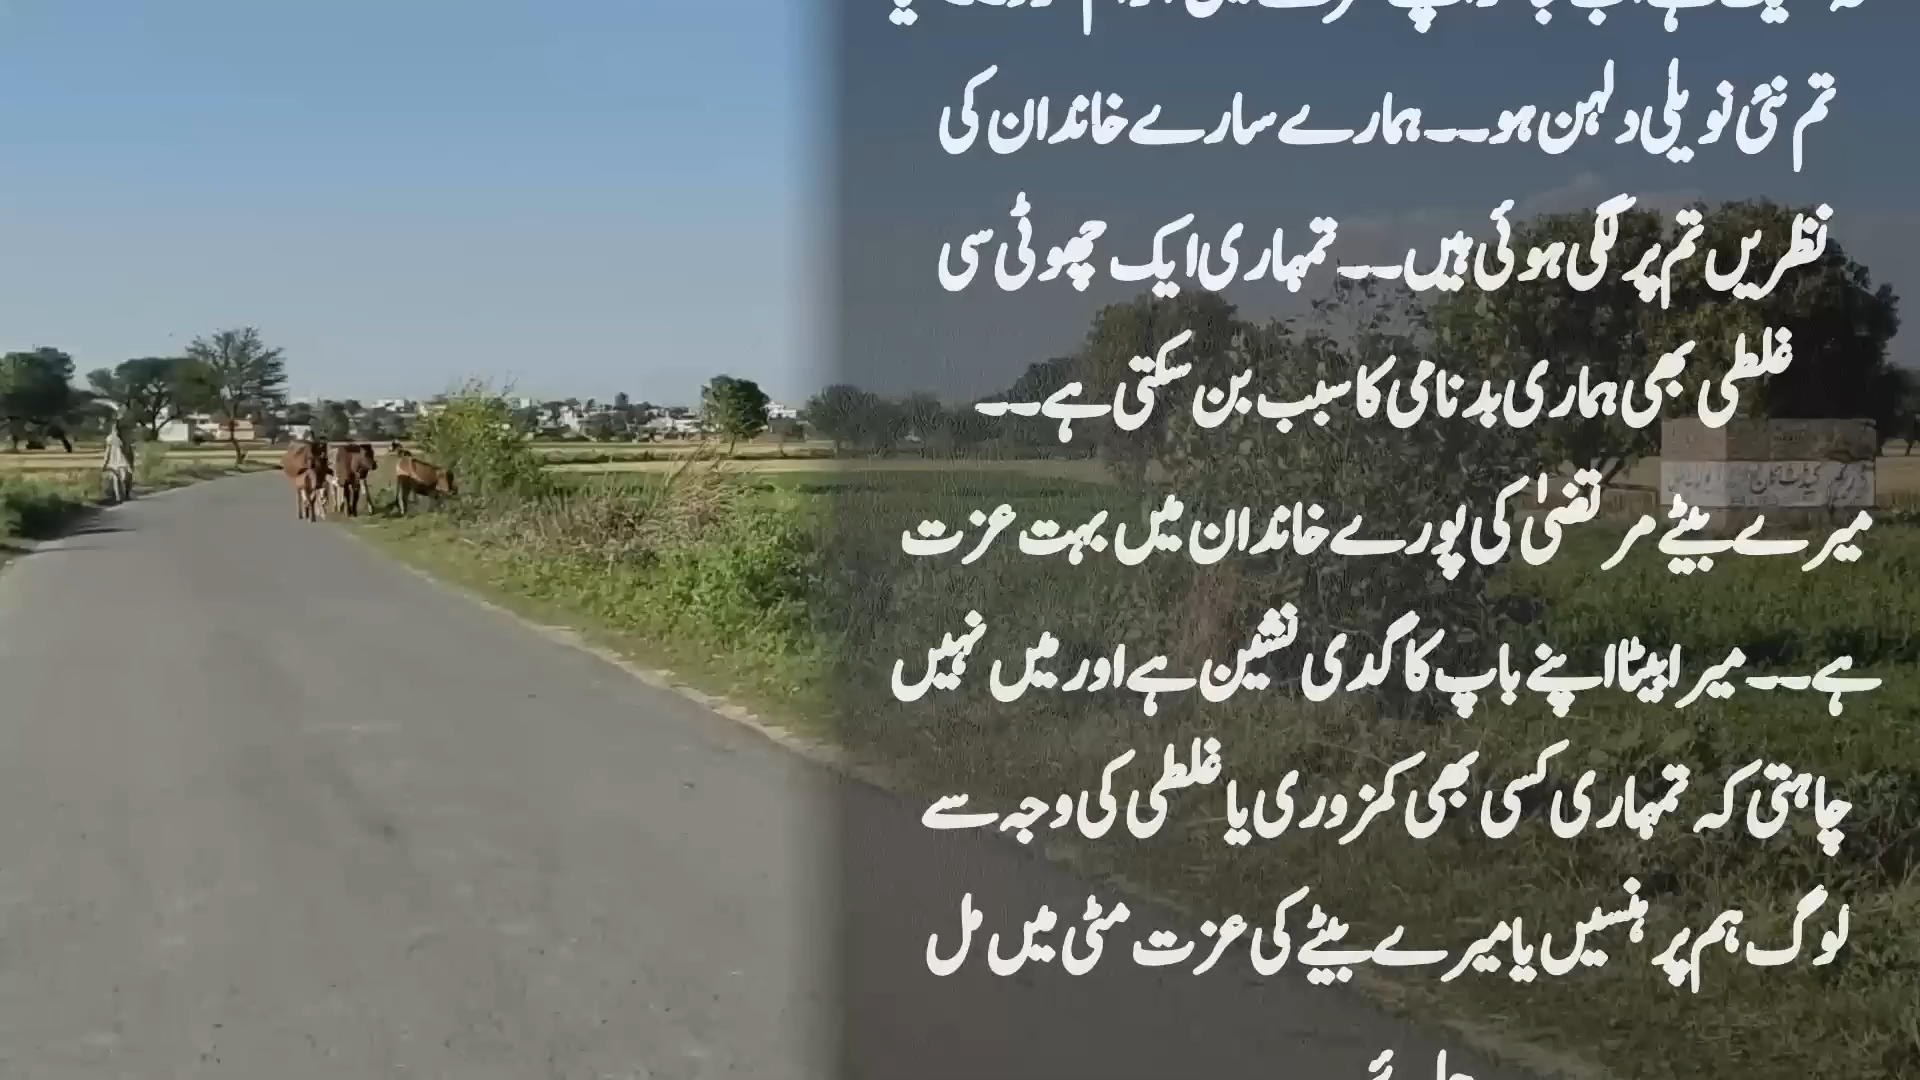 تم نئی نویلی دلہن ہو۔۔ ہمارے سارے خاندان کی
نظریں تم پر لگی ہوئی ہیں۔۔ تمہاری ایک چھوٹی سی
غلطی بھی ہماری بدنامی کا سبب بن سکتی ہے۔۔
میرے بیٹے مرتضیٰ کی پورے خاندان میں بہت عزت
ہے۔۔ میرا بیٹا اپنے باپ کا گدی نشین ہے اور میں نہیں
چاہتی کہ تمہاری کسی بھی کمزوری یا غلطی کی وجہ سے
لوگ ہم پر ہنسیں یا میرے بیٹے کی عزت مٹی میں مل